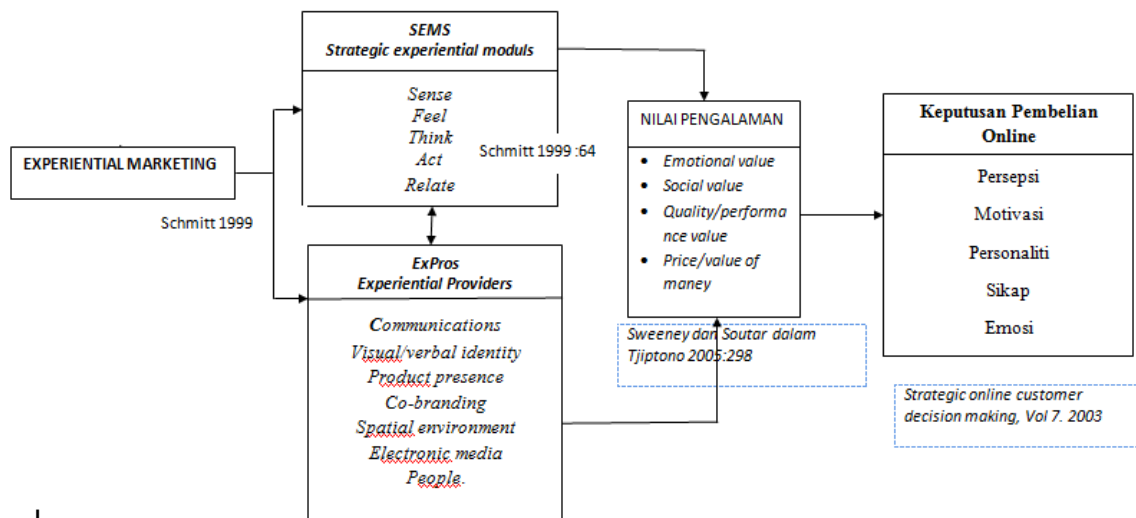 EXPERIENTIAL MARKETING
Schmitt 1999
SEMS
Strategic experiential moduls
Sense
Feel
Think
Act
Relate
Schmitt 1999 :64
ExPros
Experiential Providers
Communications
Visual/verbal identity
Product presence
Co-branding
Spatial environment
Electronic media
People.
NILAI PENGALAMAN
• Emotional value
• Social value
• Quality/performa
nce value
• Price/value of
maney
Sweeney dan Soutar dalam
Tjiptono 2005:298
Keputusan Pembelian
Online
Persepsi
Motivasi
Personaliti
Sikap
Emosi
Strategic online customer
decision making, Vol 7. 2003